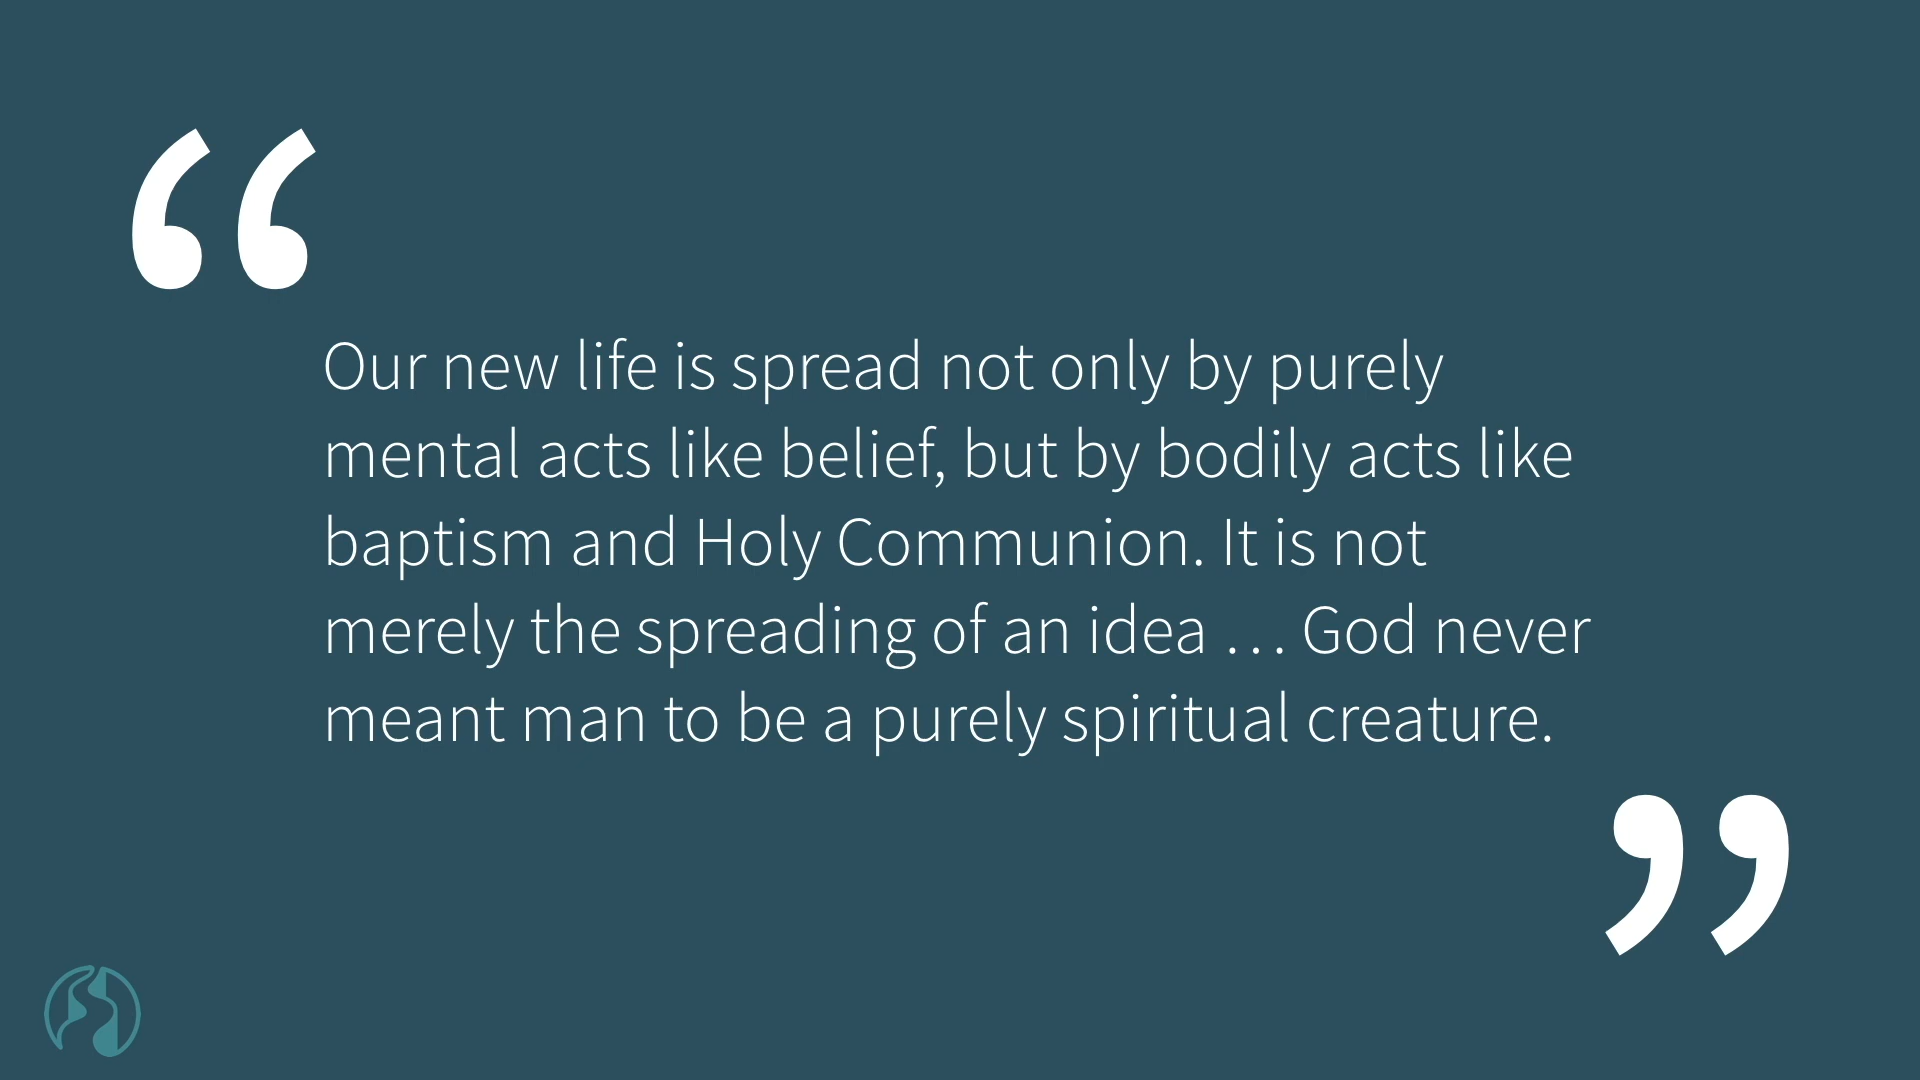 “
Our new life is spread not only by purely
mental acts like belief, but by bodily acts like
baptism and Holy Communion. It is not
merely the spreading of an idea … God never
meant man to be a purely spiritual creature.
”